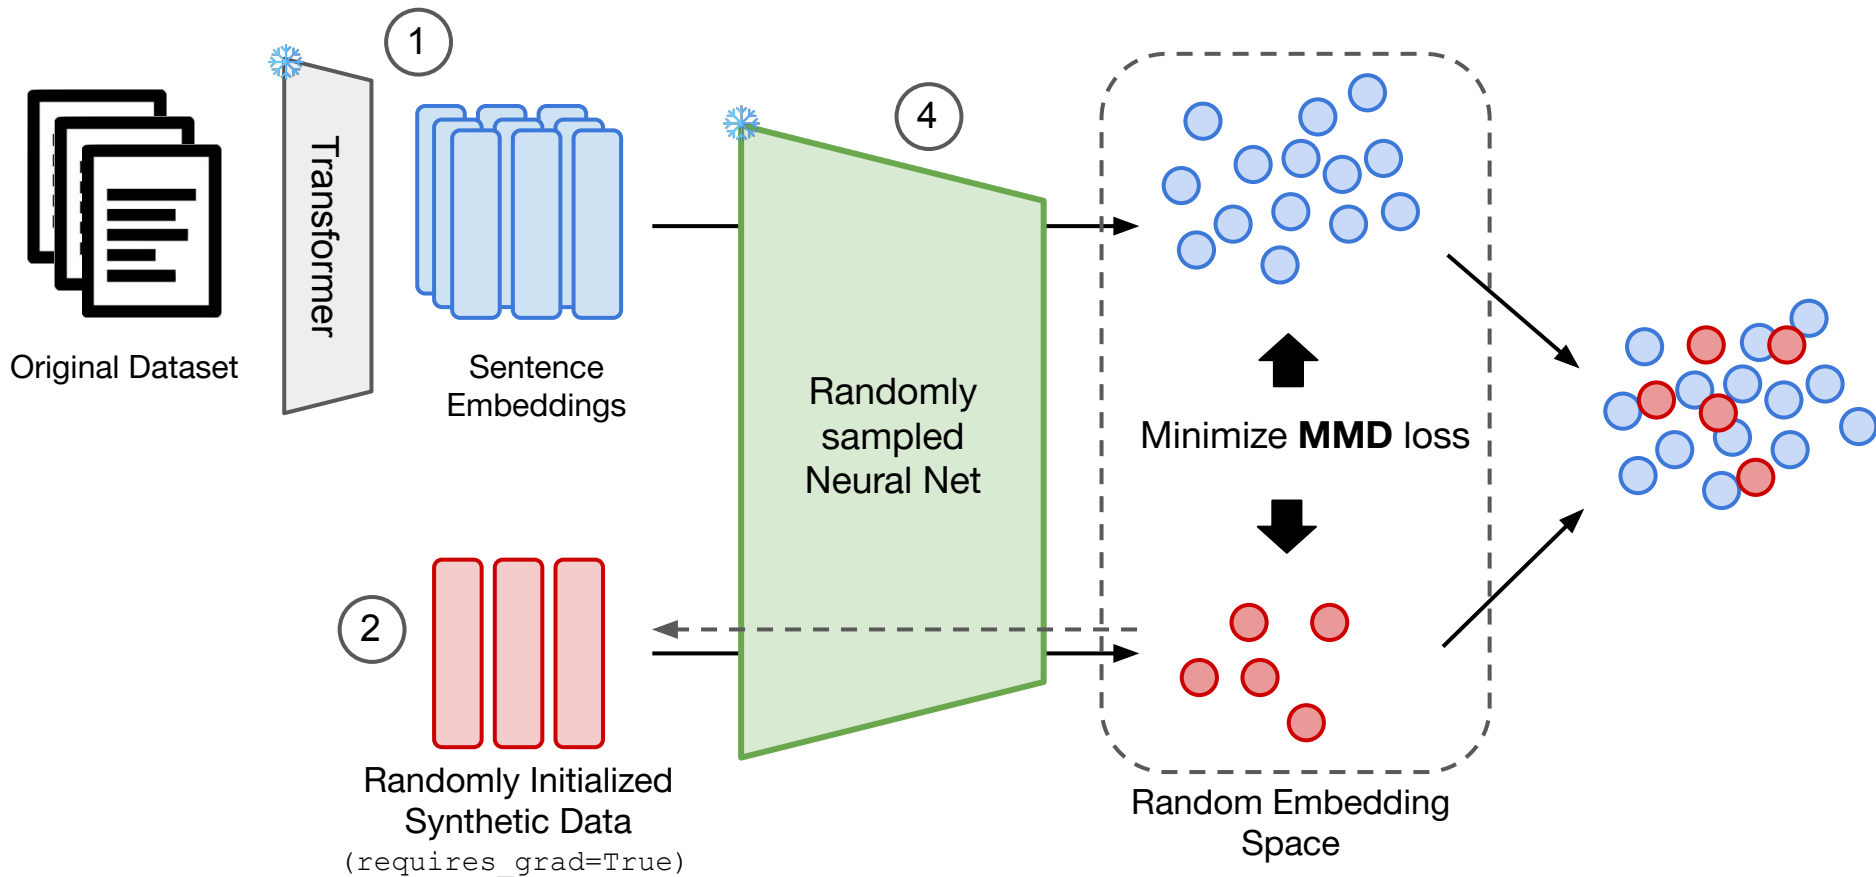 1
Transformer
Original Dataset
Sentence
Embeddings
4
Randomly
sampled
Neural Net
Minimize MMD loss
2
Randomly Initialized
Synthetic Data
(requires_grad=True)
Random Embedding
Space